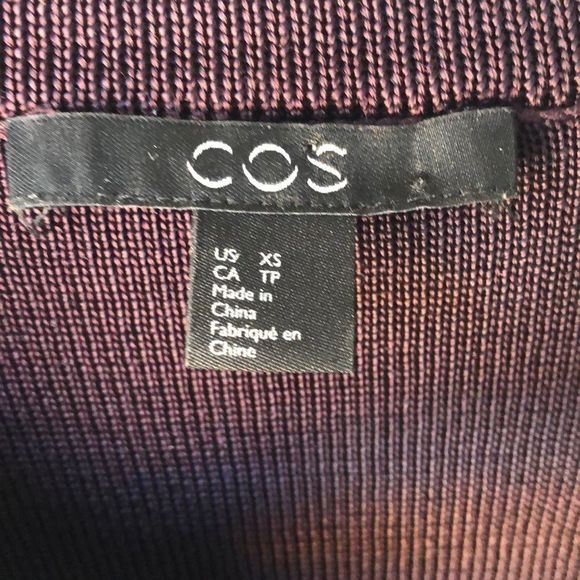 COS
US XS
CA TP
Made in
China
Fabriqué en
Chine